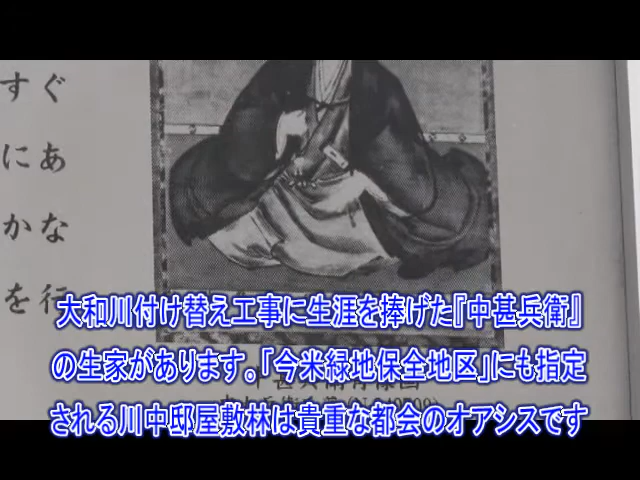 すぐ
にあ
かな
を行
大和川付け替え工事に生涯を捧げた『中甚兵衛』
の生家があります。「今米緑地保全地区」にも指定
される川中邸屋敷林は貴重な都会のオアシスです